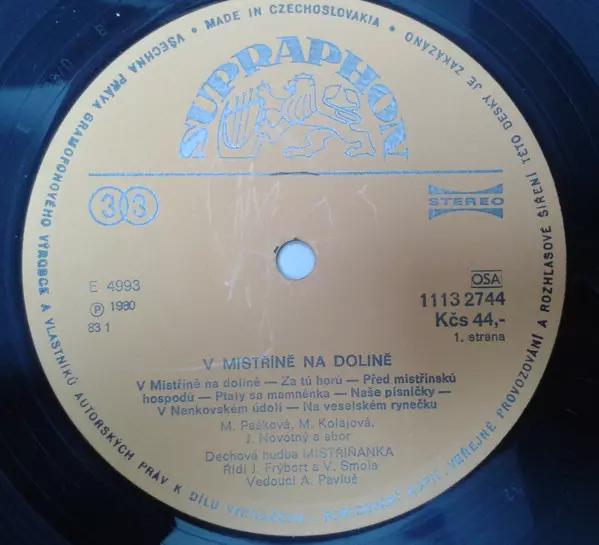 MADE IN CZECHOSLOVAKIA • VŠECHNA PRÁVA GRAMOFONOVÉHO VÝROBCE A VLASTNÍKŮ AUTORSKÝCH PRÁV K DÍLU VYHRAZENA. VEŘEJNÉ PROVOZOVÁNÍ A ROZHLASOVÉ ŠÍŘENÍ TÉTO DESKY JE ZAKÁZÁNO
SUPRAPHON
33
STEREO
E 4993
OSA
Ⓟ 1980
1113 2744
83 1
Kčs 44,-
1. strana
V MISTŘÍNĚ NA DOLINĚ
V Mistříně na dolině — Za tú horú — Před mistřínskú
hospodú — Ptaly sa mamněnka — Naše písničky —
V Nenkovském údolí — Na veselském rynečku
M. Pašková, M. Kolajová,
J. Novotný a sbor
Dechová hudba MISTŘÍŇANKA
Řídí J. Frýbort a V. Smola
Vedoucí A. Pavluš